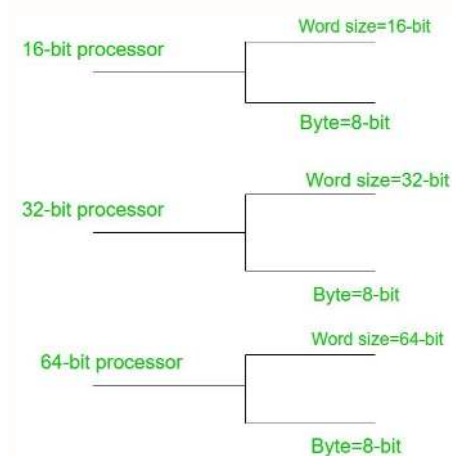 Word size=16-bit
16-bit processor
Byte=8-bit
Word size=32-bit
32-bit processor
Byte=8-bit
Word size=64-bit
64-bit processor
Byte=8-bit